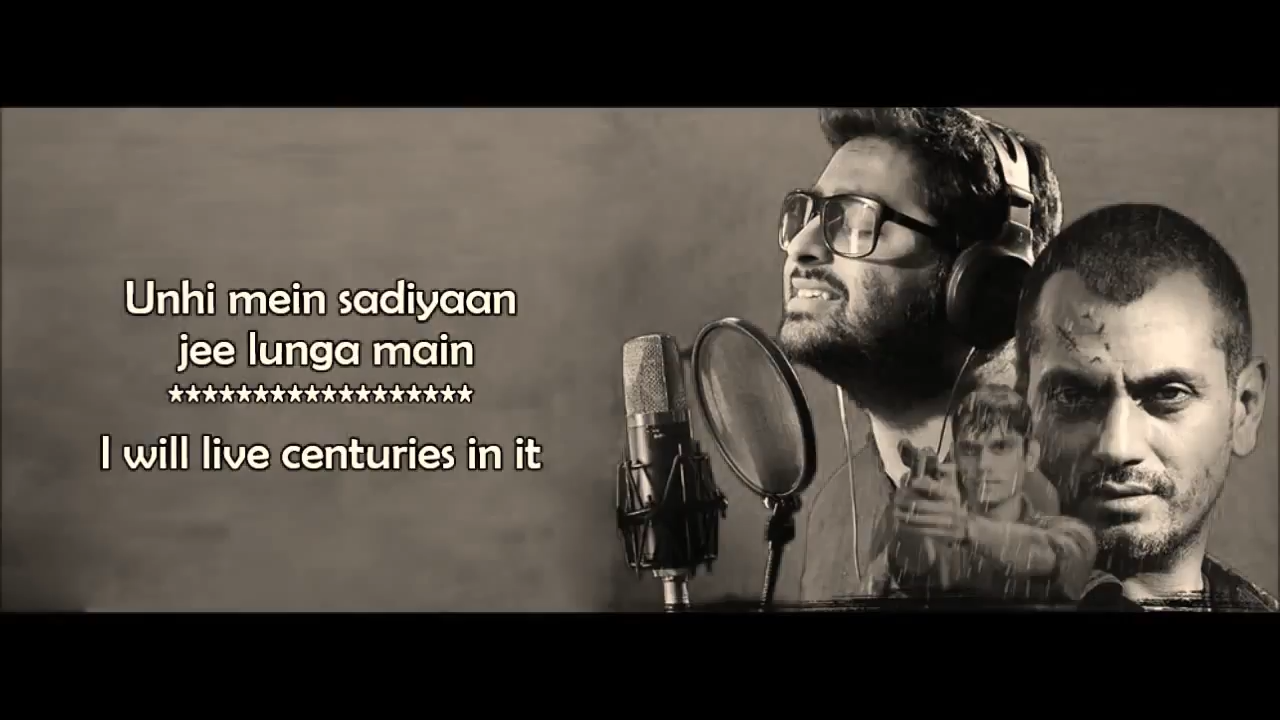 Unhi mein sadiyaan
jee lunga main
******************
I will live centuries in it